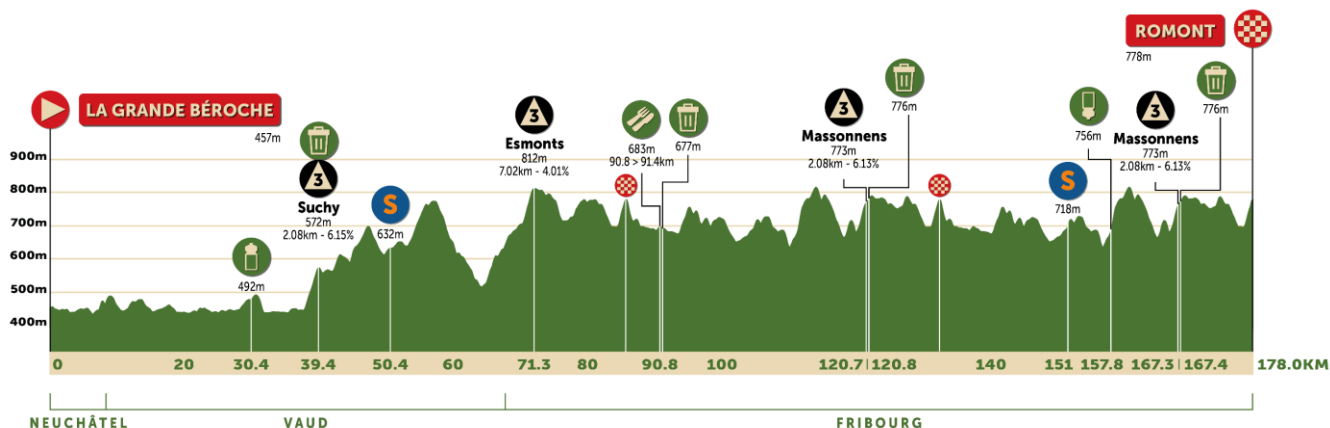 LA GRANDE BÉROCHE
457m
ROMONT
778m
900m
800m
700m
600m
500m
400m
492m
3
Suchy
572m
2.08km - 6.15%
S
632m
3
Esmonts
812m
7.02km - 4.01%
683m
90.8 > 91.4km
677m
3
Massonnens
773m
2.08km - 6.13%
776m
S
718m
756m
3
Massonnens
773m
2.08km - 6.13%
776m
0 20 30.4 39.4 50.4 60 71.3 80 90.8 100 120.7 | 120.8 140 151 157.8 167.3 | 167.4 178.0KM
NEUCHÂTEL VAUD FRIBOURG